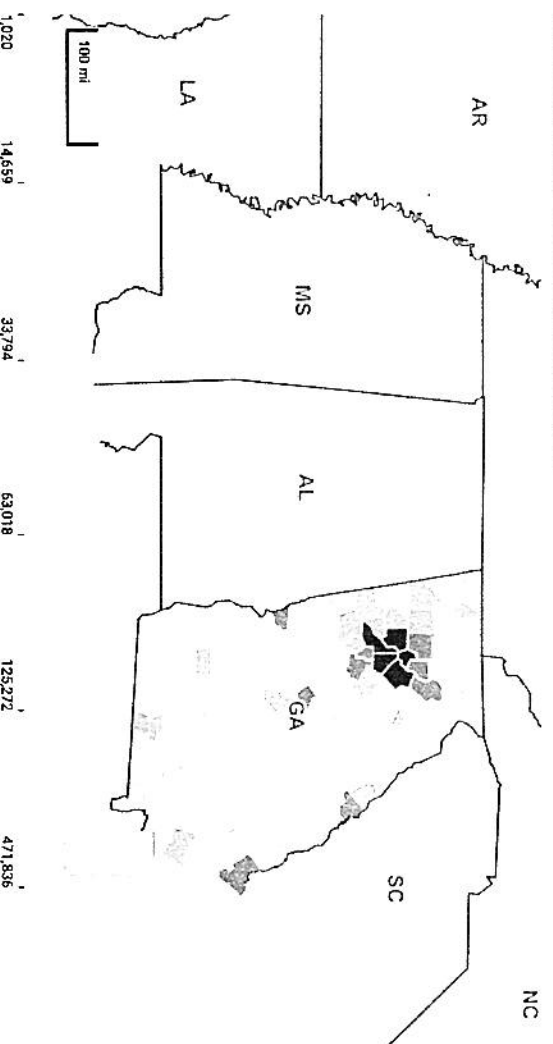 NC
AR
LA
MS
AL
GA
SC
100 mi
1,020
14,659
33,794
63,018
125,272
471,836